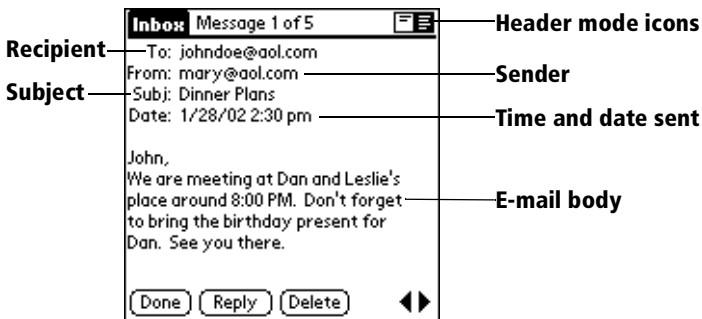 Inbox Message 1 of 5
Header mode icons
Recipient
To: johndoe@aol.com
From: mary@aol.com
Sender
Subject
Subj: Dinner Plans
Date: 1/28/02 2:30 pm
Time and date sent
John,
We are meeting at Dan and Leslie's
place around 8:00 PM. Don't forget
E-mail body
to bring the birthday present for
Dan. See you there.
Done Reply Delete